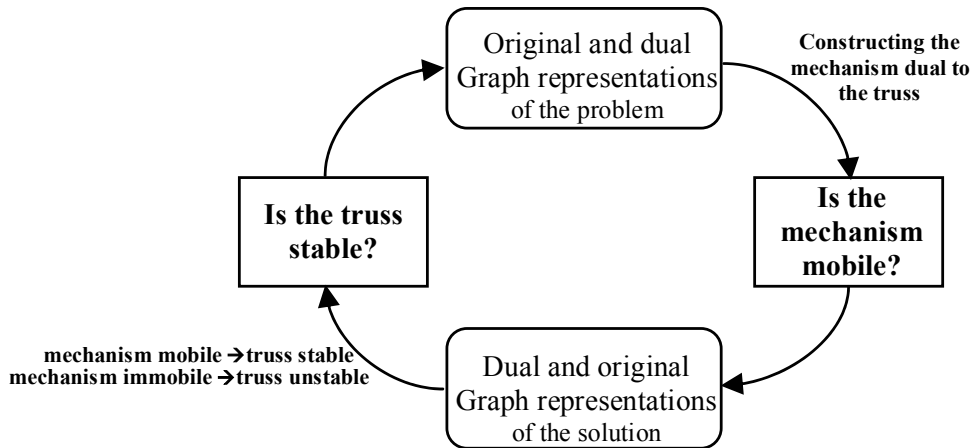 Original and dual
Graph representations
of the problem
Constructing the
mechanism dual to
the truss
Is the truss
stable?
Is the
mechanism
mobile?
mechanism mobile →truss stable
mechanism immobile →truss unstable
Dual and original
Graph representations
of the solution